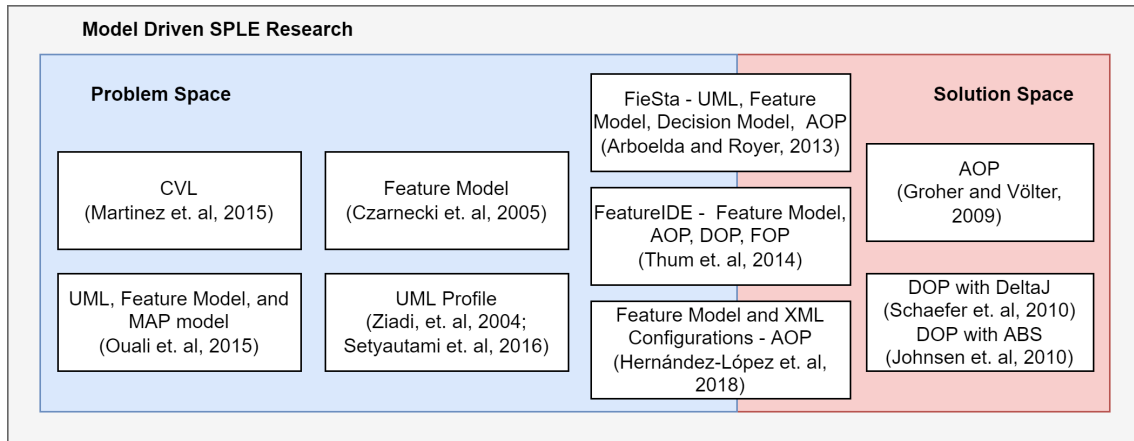 Model Driven SPLE Research
Problem Space
Solution Space
CVL
(Martinez et. al, 2015)
Feature Model
(Czarnecki et. al, 2005)
UML, Feature Model, and
MAP model
(Ouali et. al, 2015)
UML Profile
(Ziadi, et. al, 2004;
Setyautami et. al, 2016)
FieSta - UML, Feature
Model, Decision Model, AOP
(Arboelda and Royer, 2013)
FeatureIDE - Feature Model,
AOP, DOP, FOP
(Thum et. al, 2014)
Feature Model and XML
Configurations - AOP
(Hernández-López et. al,
2018)
AOP
(Groher and Völter,
2009)
DOP with DeltaJ
(Schaefer et. al, 2010)
DOP with ABS
(Johnsen et. al, 2010)